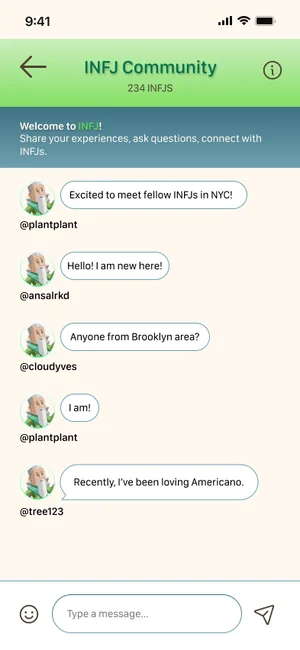 9:41
INFJ Community
234 INFJS
Welcome to INFJ!
Share your experiences, ask questions, connect with
INFJs.
Excited to meet fellow INFJs in NYC!
@plantplant
Hello! I am new here!
@ansalrkd
Anyone from Brooklyn area?
@cloudyves
I am!
@plantplant
Recently, I've been loving Americano.
@tree123
Type a message...